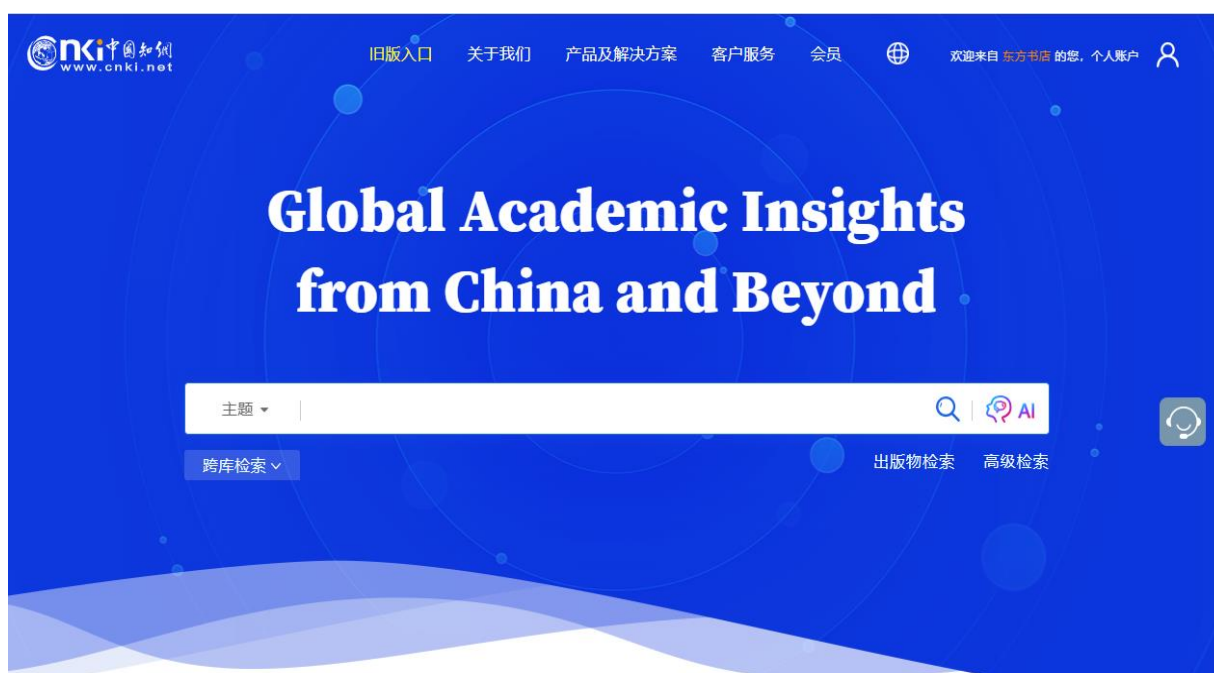 Cnki中国知网
www.cnki.net
旧版入口 关于我们 产品及解决方案 客户服务 会员 欢迎来自 东方书店 的您，个人账户
Global Academic Insights
from China and Beyond
主题 AI
跨库检索 出版物检索 高级检索